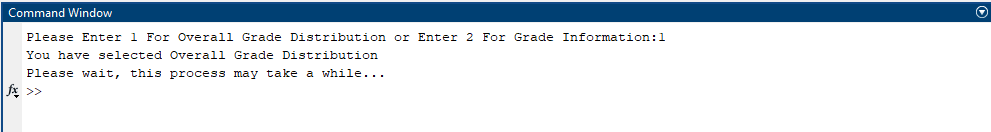 Command Window
Please Enter 1 For Overall Grade Distribution or Enter 2 For Grade Information:1
You have selected Overall Grade Distribution
Please wait, this process may take a while...
fx >>